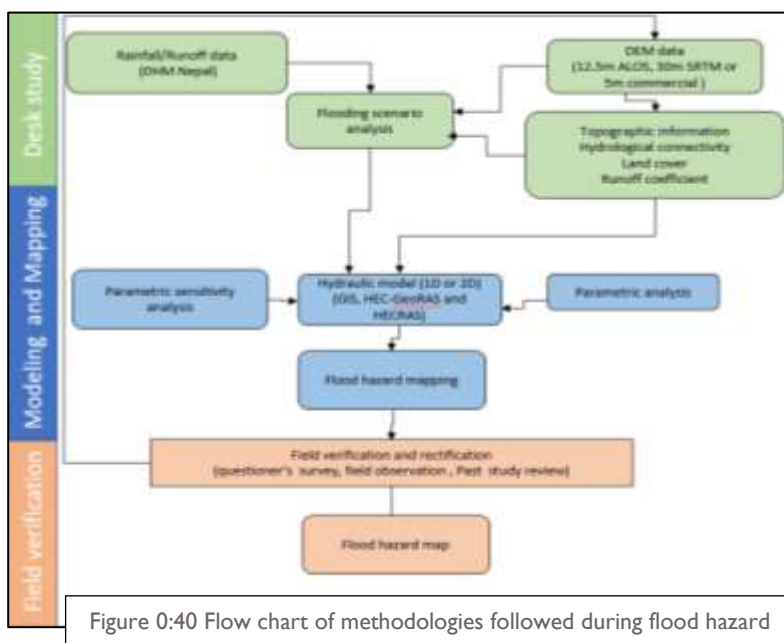 Desk study
Rainfall/Runoff data
(DHM Nepal)
DEM data
(12.5m ALOS, 30m SRTM or
5m commercial )
Flooding scenario
analysis
Topographic information
Hydrological connectivity
Land cover
Runoff coefficient
Modeling and Mapping
Parametric sensitivity
analysis
Hydraulic model (1D or 2D)
(GIS, HEC-GeoRAS and
HECRAS)
Parametric analysis
Flood hazard mapping
Field verification
Field verification and rectification
(questioner's survey, field observation , Past study review)
Flood hazard map
Figure 0:40 Flow chart of methodologies followed during flood hazard